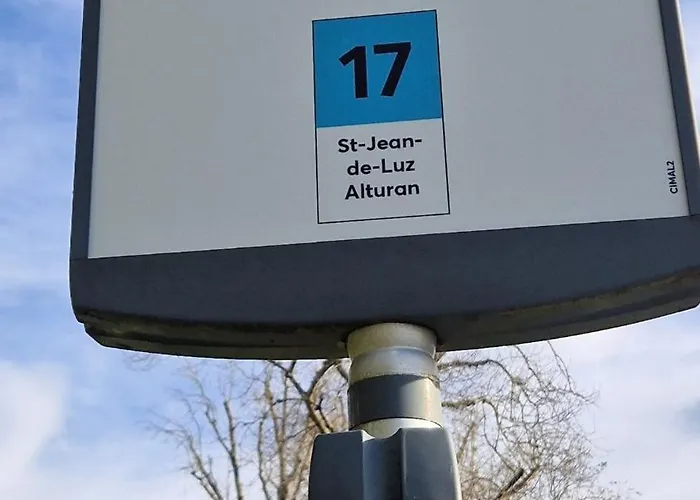 17
St-Jean-
de-Luz
Alturan
CIMAL2